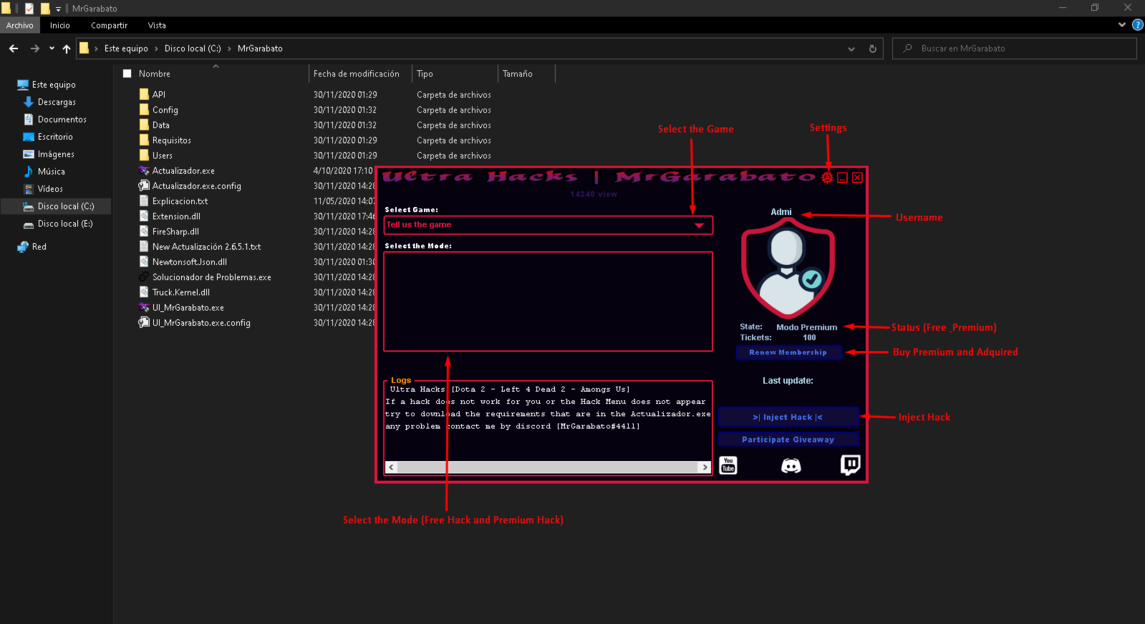 MrGarabato
Archivo Inicio Compartir Vista
Este equipo > Disco local (C:) > MrGarabato
Buscar en MrGarabato
Este equipo
Descargas
Documentos
Escritorio
Imágenes
Música
Vídeos
Disco local (C:)
Disco local (E:)
Red
Nombre Fecha de modificación Tipo Tamaño
API 30/11/2020 01:29 Carpeta de archivos
Config 30/11/2020 01:32 Carpeta de archivos
Data 30/11/2020 01:32 Carpeta de archivos
Requisitos 30/11/2020 01:29 Carpeta de archivos
Users 30/11/2020 01:29 Carpeta de archivos
Actualizador.exe 4/10/2020 17:10
Actualizador.exe.config 30/11/2020 14:28
Explicacion.txt 11/05/2020 14:07
Extension.dll 30/11/2020 17:46
FireSharp.dll 30/11/2020 14:28
New Actualización 2.6.5.1.txt 30/11/2020 14:28
Newtonsoft.Json.dll 30/11/2020 01:30
Solucionador de Problemas.exe 30/11/2020 14:28
Truck.Kernel.dll 30/11/2020 14:28
UI_MrGarabato.exe 30/11/2020 14:28
UI_MrGarabato.exe.config 30/11/2020 14:28
Select the Game
Settings
Ultra Hacks | MrGarabato
14240 view
Select Game:
Tell us the game
Select the Mode:
Admi
Username
State: Modo Premium
Status (Free _Premium)
Tickets: 100
Renew Membership
Buy Premium and Adquired
Last update:
Logs
Ultra Hacks [Dota 2 - Left 4 Dead 2 - Amongs Us]
If a hack does not work for you or the Hack Menu does not appear
try to download the requirements that are in the Actualizador.exe
any problem contact me by discord [MrGarabato#4411]
>| Inject Hack |<
Inject Hack
Participate Giveaway
You Tube
Select the Mode (Free Hack and Premium Hack)